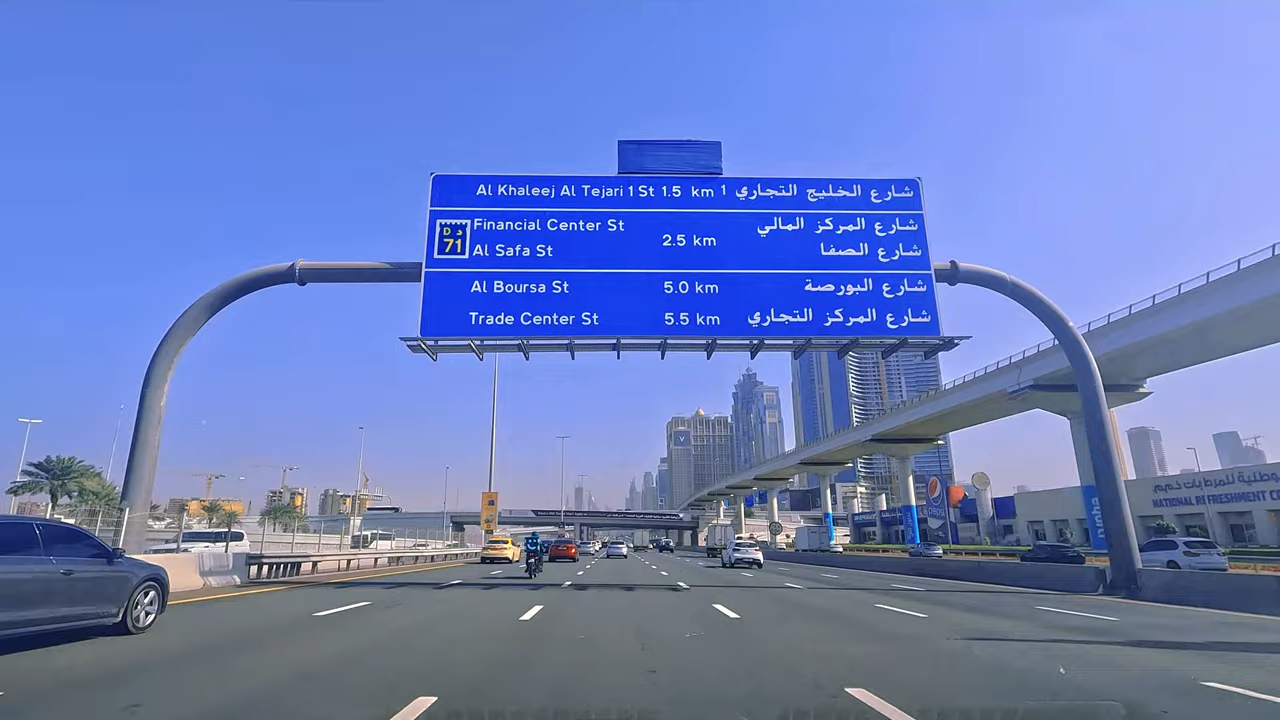 Al Khaleej Al Tejari 1 St 1.5 km شارع الخليج التجاري 1
Financial Center St شارع المركز المالي
D د
71
2.5 km
Al Safa St شارع الصفا
Al Boursa St 5.0 km شارع البورصة
Trade Center St 5.5 km شارع المركز التجاري
PEPSI
NATIONAL REFRESHMENT